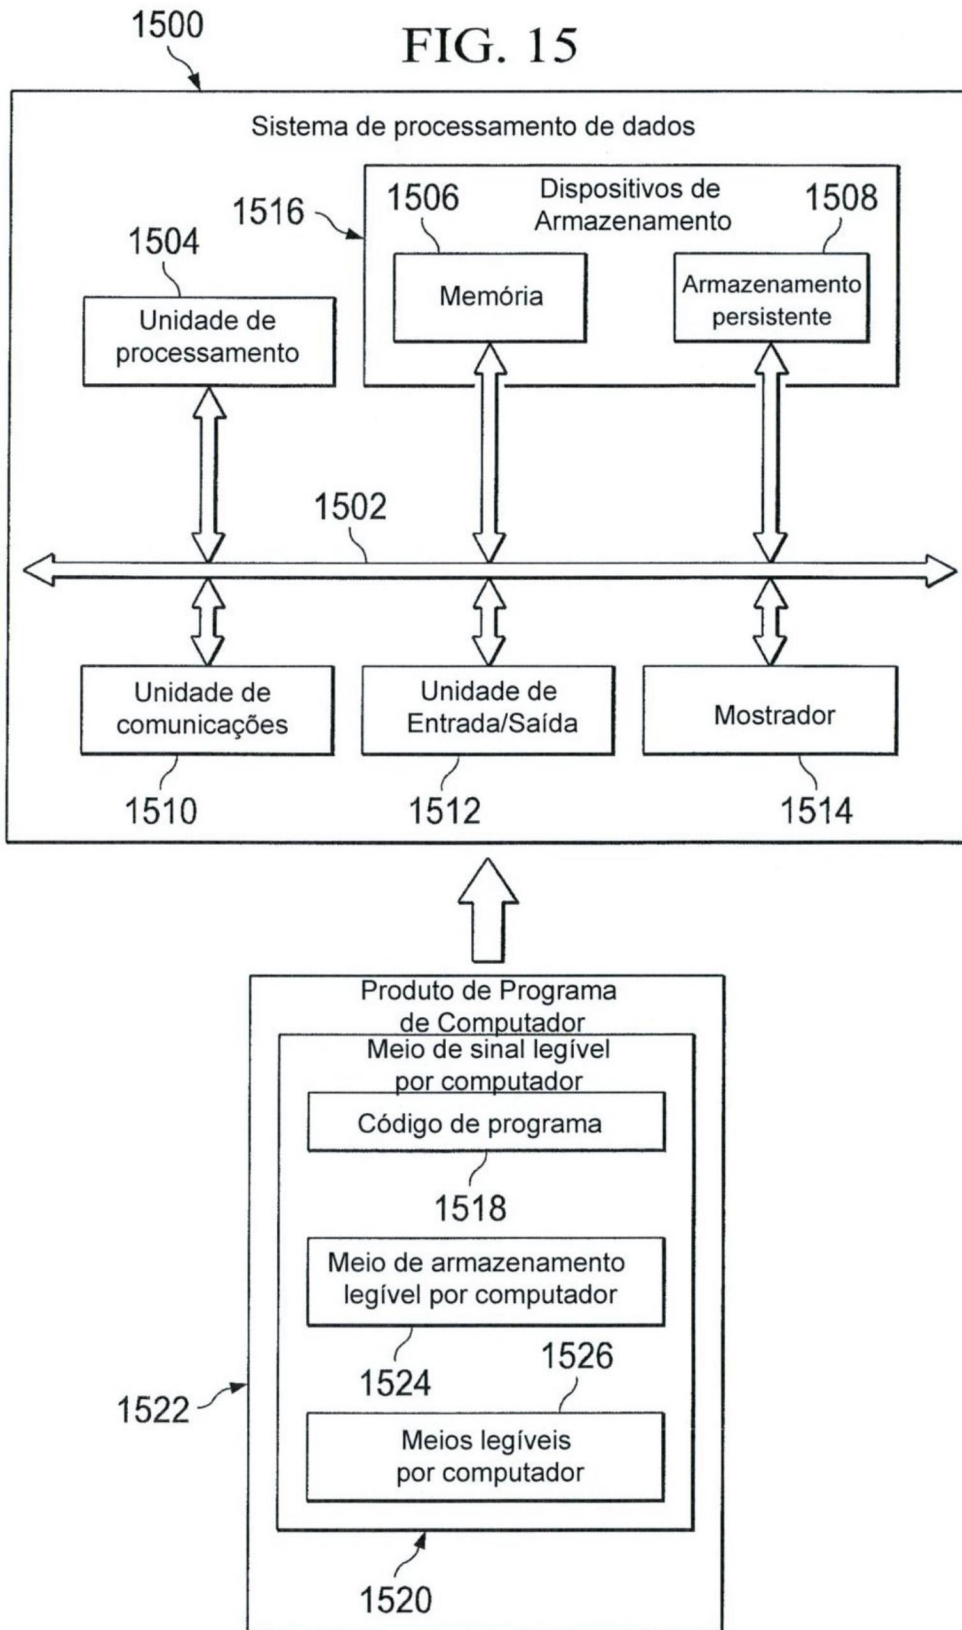 1500
FIG. 15
Sistema de processamento de dados
1516
1506
Dispositivos de
Armazenamento
1508
1504
Memória
Armazenamento
persistente
Unidade de
processamento
1502
Unidade de
comunicações
Unidade de
Entrada/Saída
Mostrador
1510
1512
1514
Produto de Programa
de Computador
Meio de sinal legível
por computador
Código de programa
1518
Meio de armazenamento
legível por computador
1524
1526
1522
Meios legíveis
por computador
1520